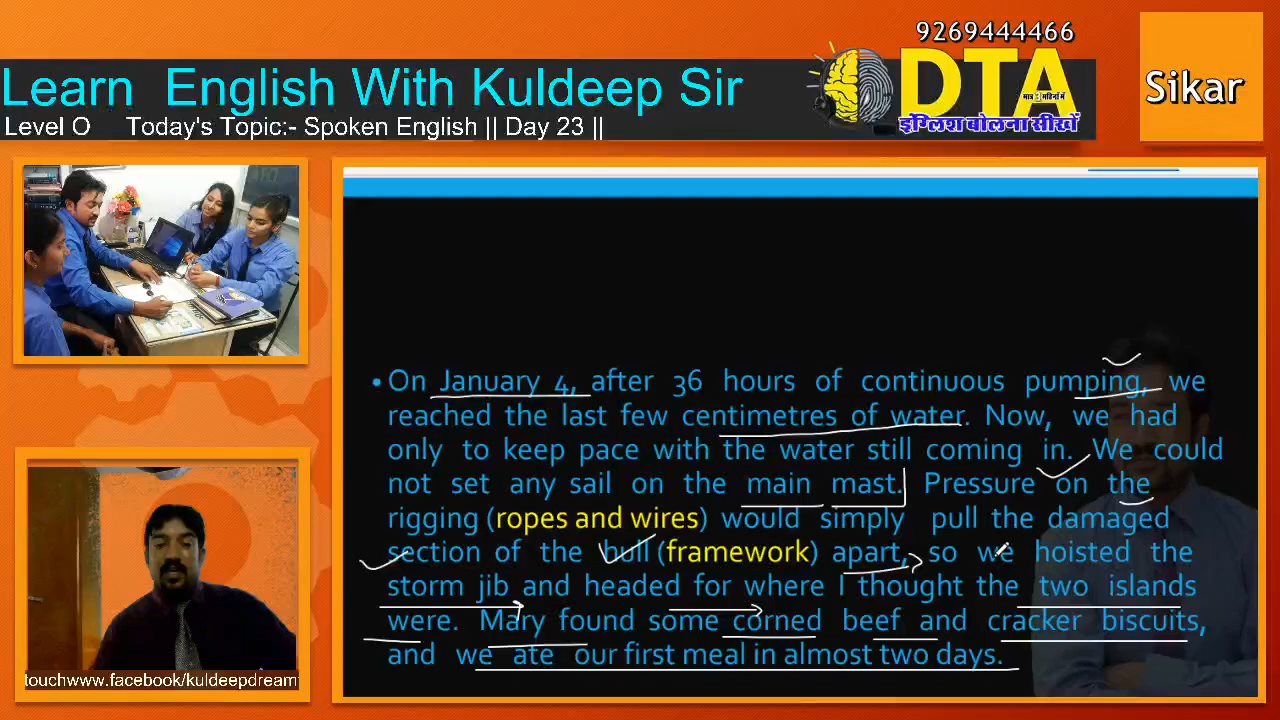 9269444466
Learn English With Kuldeep Sir
DTA
Sikar
Level O Today's Topic:- Spoken English || Day 23 ||
इंग्लिश बोलना सीखें
• On January 4, after 36 hours of continuous pumping, we
reached the last few centimetres of water. Now, we had
only to keep pace with the water still coming in. We could
not set any sail on the main mast. Pressure on the
rigging (ropes and wires) would simply pull the damaged
section of the hull (framework) apart, so we hoisted the
storm jib and headed for where I thought the two islands
were. Mary found some corned beef and cracker biscuits,
and we ate our first meal in almost two days.
touchwww.facebook/kuldeepdream